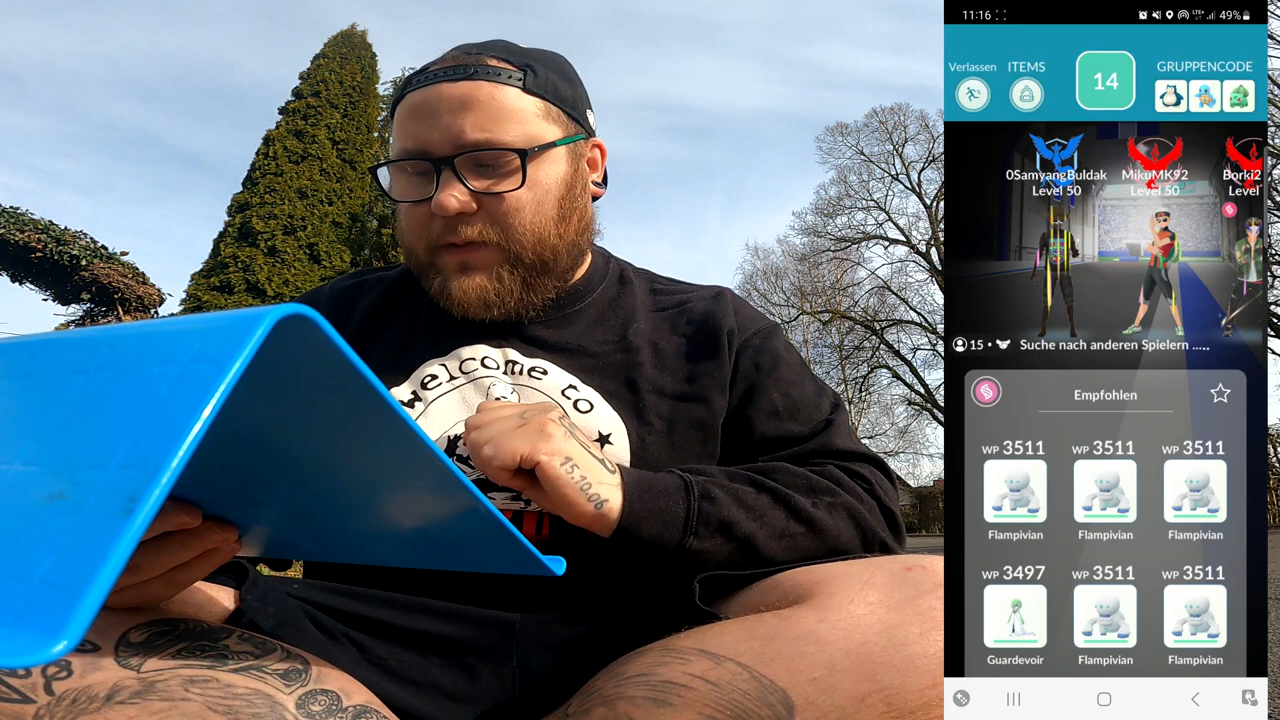 welcome to
15.10.06
11:16
LTE+
49%
Verlassen
ITEMS
14
GRUPPENCODE
0SamyangBuldak
Level 50
MikuMK92
Level 50
Borki2
Level
15 • Suche nach anderen Spielern .....
Empfohlen
WP 3511 WP 3511 WP 3511
Flampivian Flampivian Flampivian
WP 3497 WP 3511 WP 3511
Guardevoir Flampivian Flampivian